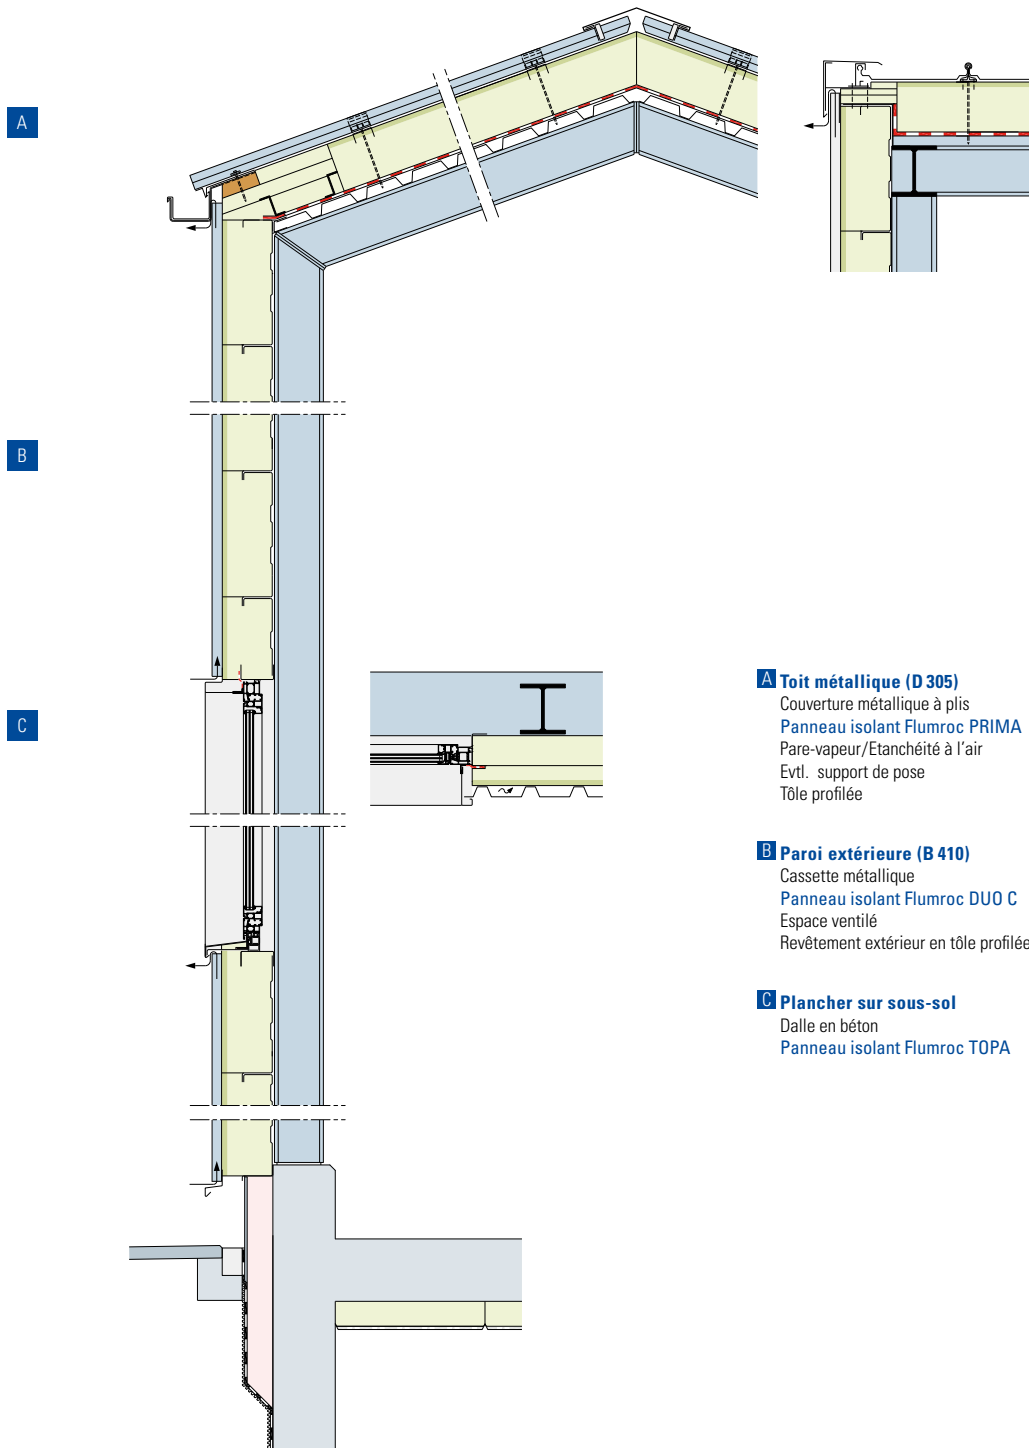 A
B
C
A Toit métallique (D 305)
Couverture métallique à plis
Panneau isolant Flumroc PRIMA
Pare-vapeur/Etanchéité à l'air
Evtl. support de pose
Tôle profilée
B Paroi extérieure (B 410)
Cassette métallique
Panneau isolant Flumroc DUO C
Espace ventilé
Revêtement extérieur en tôle profilée
C Plancher sur sous-sol
Dalle en béton
Panneau isolant Flumroc TOPA